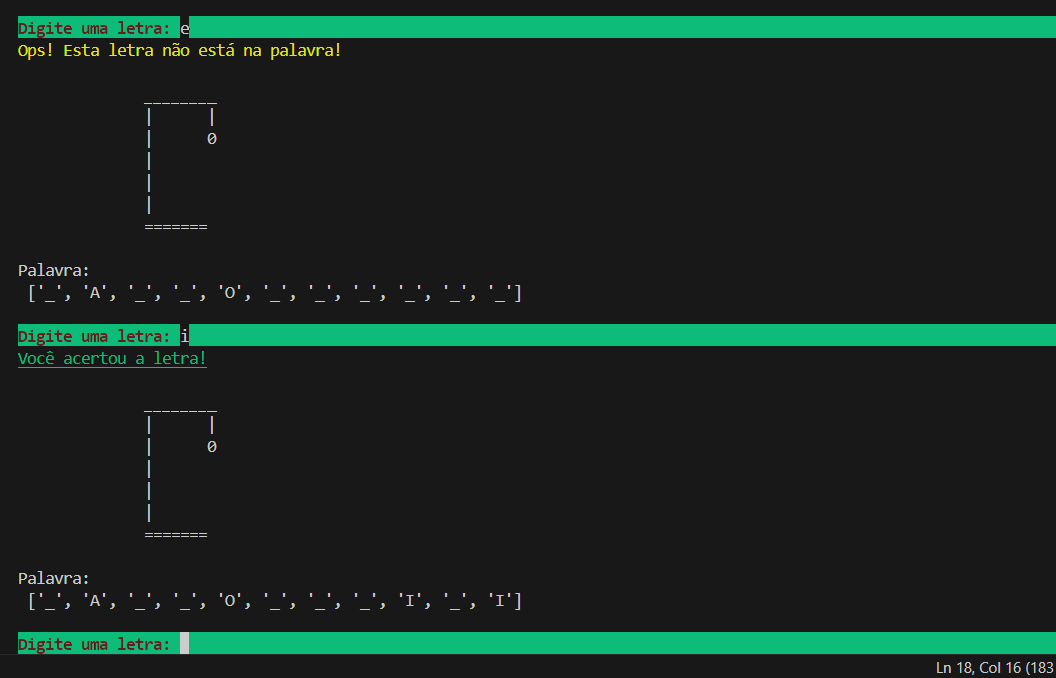 Digite uma letra: e
Ops! Esta letra não está na palavra!
________
|      |
|      0
|
|
|
=======
Palavra:
['_', 'A', '_', '_', 'O', '_', '_', '_', '_', '_', '_']
Digite uma letra: i
Você acertou a letra!
________
|      |
|      0
|
|
|
=======
Palavra:
['_', 'A', '_', '_', 'O', '_', '_', '_', 'I', '_', 'I']
Digite uma letra:
Ln 18, Col 16 (183